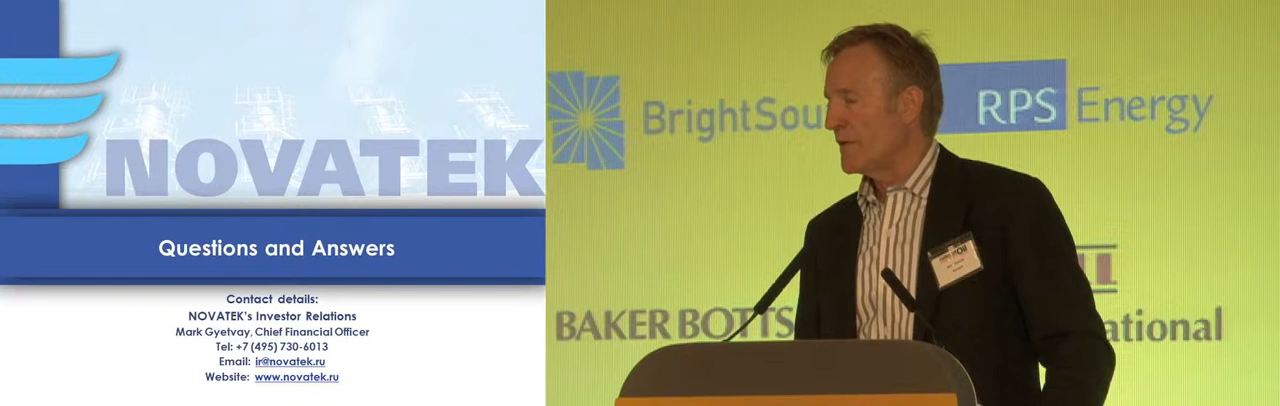 NOVATEK
Questions and Answers
Contact details:
NOVATEK's Investor Relations
Mark Gyetvay, Chief Financial Officer
Tel: +7 (495) 730-6013
Email: ir@novatek.ru
Website: www.novatek.ru
BrightSou
RPS Energy
Oil
BAKER BOTTS
ational